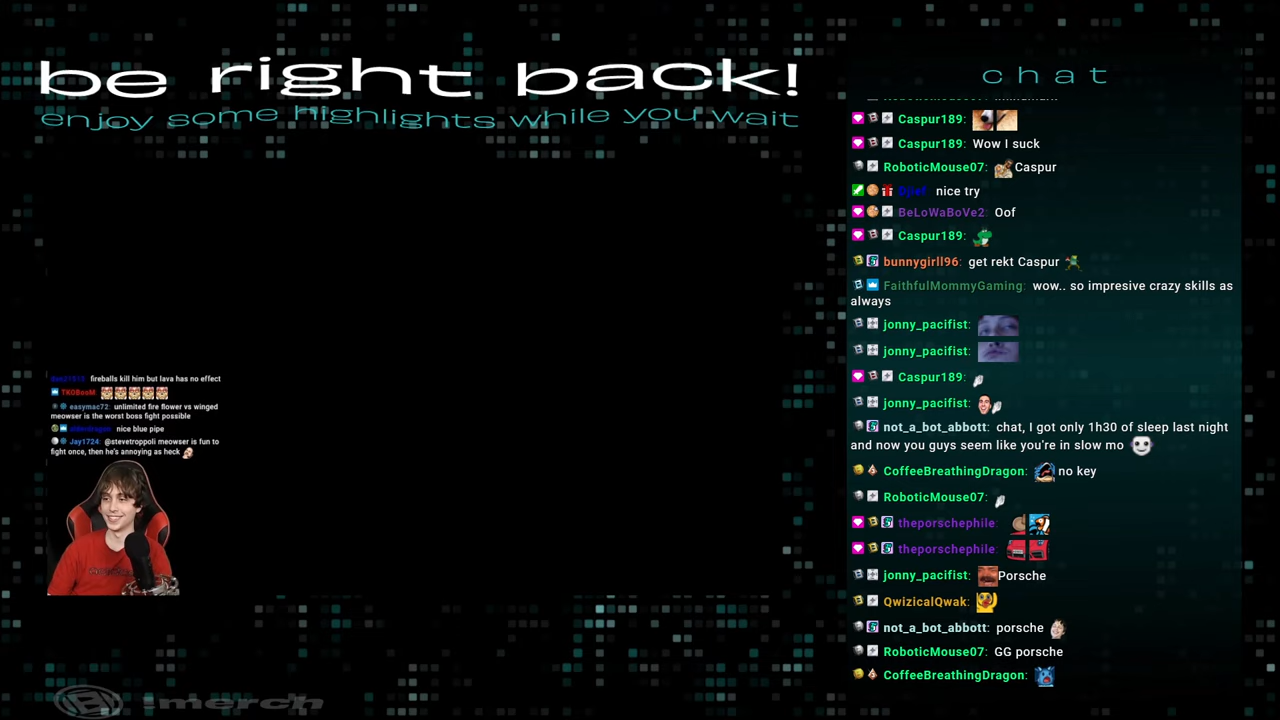 be right back!
enjoy some highlights while you wait
chat
Caspur189:
Caspur189: Wow I suck
RoboticMouse07: Caspur
nice try
BeLoWaBoVe2: Oof
Caspur189:
bunnygirll96: get rekt Caspur
FaithfulMommyGaming: wow.. so impresive crazy skills as
always
jonny_pacifist:
jonny_pacifist:
Caspur189:
jonny_pacifist:
not_a_bot_abbott: chat, I got only 1h30 of sleep last night
and now you guys seem like you're in slow mo
CoffeeBreathingDragon: no key
RoboticMouse07:
theporschephile:
theporschephile:
jonny_pacifist: Porsche
QwizicalQwak:
not_a_bot_abbott: porsche
RoboticMouse07: GG porsche
CoffeeBreathingDragon:
fireballs kill him but lava has no effect
TKOBooM:
easymac72: unlimited fire flower vs winged
meowser is the worst boss fight possible
nice blue pipe
Jay1724: @stevetroppoli meowser is fun to
fight once, then he's annoying as heck
!merch